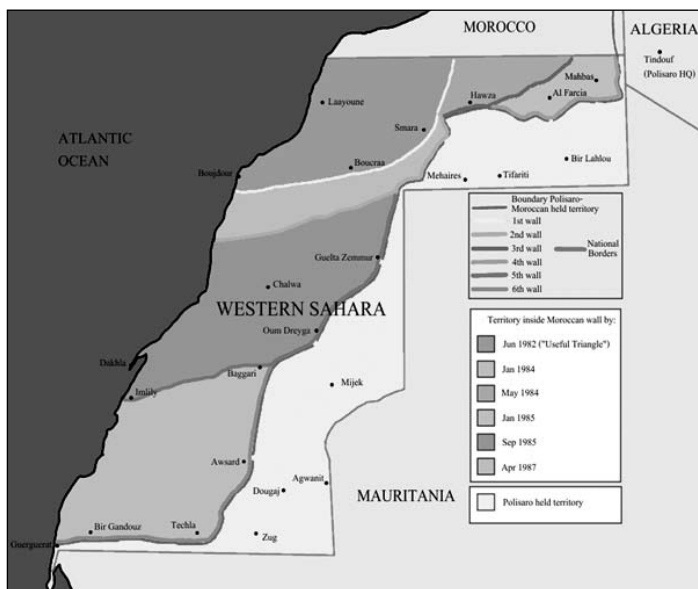 MOROCCO
ALGERIA
Tindouf
(Polisaro HQ)
Mahbas
Laayoune
Hawza
Al Farcia
Smara
ATLANTIC
OCEAN
Boucraa
Bir Lahlou
Boujdour
Mehaires
Tifariti
Boundary Polisaro-
Moroccan held territory
1st wall
2nd wall
3rd wall
4th wall
5th wall
6th wall
National
Borders
Guelta Zemmur
Chalwa
WESTERN SAHARA
Oum Dreyga
Territory inside Moroccan wall by:
Jun 1982 ("Useful Triangle")
Jan 1984
May 1984
Jan 1985
Sep 1985
Apr 1987
Polisaro held territory
Dakhla
Baggari
Mijek
Imlily
Awsard
Agwanit
Dougaj
MAURITANIA
Bir Gandouz
Techla
Zug
Guerguerat